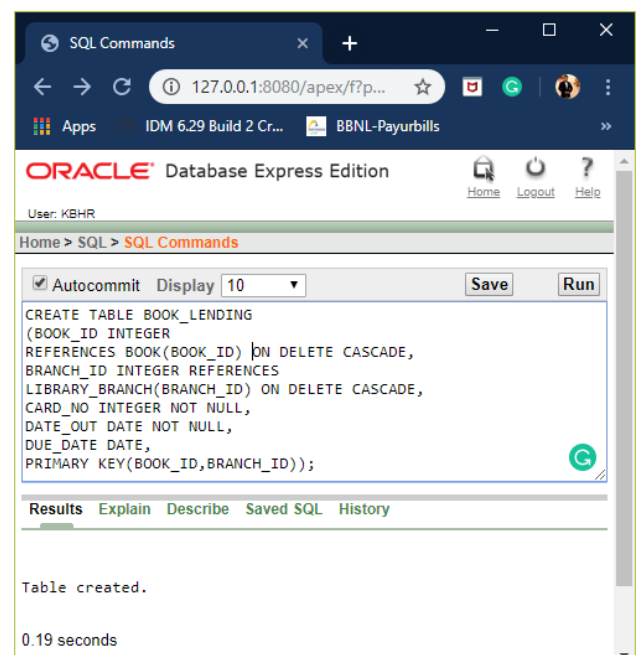 SQL Commands
127.0.0.1:8080/apex/f?p...
Apps IDM 6.29 Build 2 Cr... BBNL-Payurbills »
ORACLE Database Express Edition
Home Logout Help
User: KBHR
Home > SQL > SQL Commands
Autocommit Display 10 Save Run
CREATE TABLE BOOK_LENDING
(BOOK_ID INTEGER
REFERENCES BOOK(BOOK_ID) ON DELETE CASCADE,
BRANCH_ID INTEGER REFERENCES
LIBRARY_BRANCH(BRANCH_ID) ON DELETE CASCADE,
CARD_NO INTEGER NOT NULL,
DATE_OUT DATE NOT NULL,
DUE_DATE DATE,
PRIMARY KEY(BOOK_ID,BRANCH_ID));
Results Explain Describe Saved SQL History
Table created.
0.19 seconds